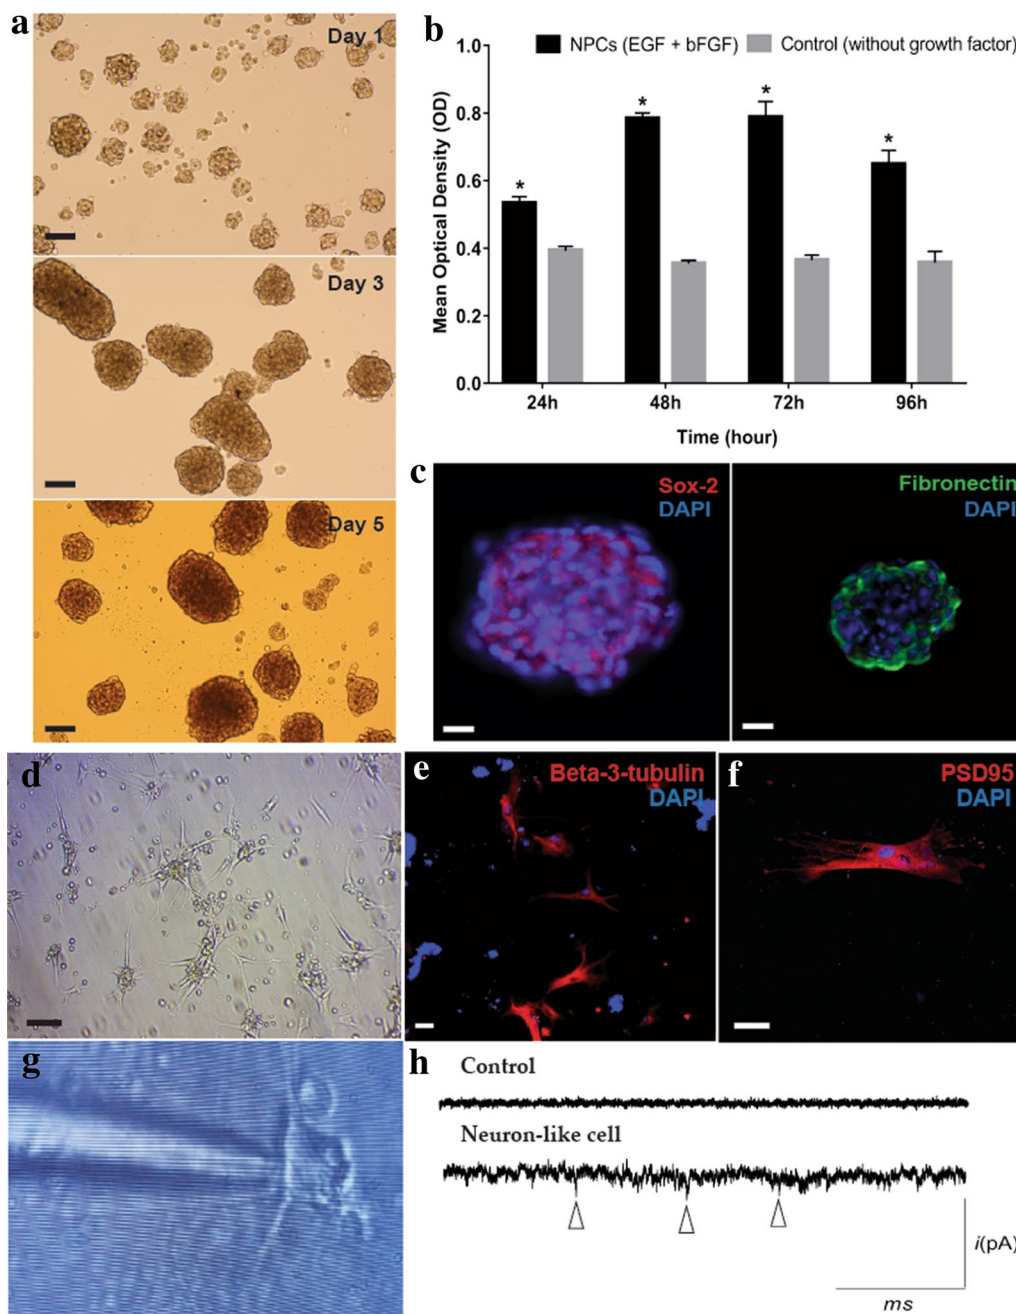 a
Day 1
Day 3
Day 5
b
NPCs (EGF + bFGF)
Control (without growth factor)
*
*
*
*
1.0
0.8
0.6
0.4
0.2
0.0
Mean Optical Density (OD)
24h
48h
72h
96h
Time (hour)
c
Sox-2
DAPI
Fibronectin
DAPI
d
e
Beta-3-tubulin
DAPI
f
PSD95
DAPI
g
h
Control
Neuron-like cell
i(pA)
ms